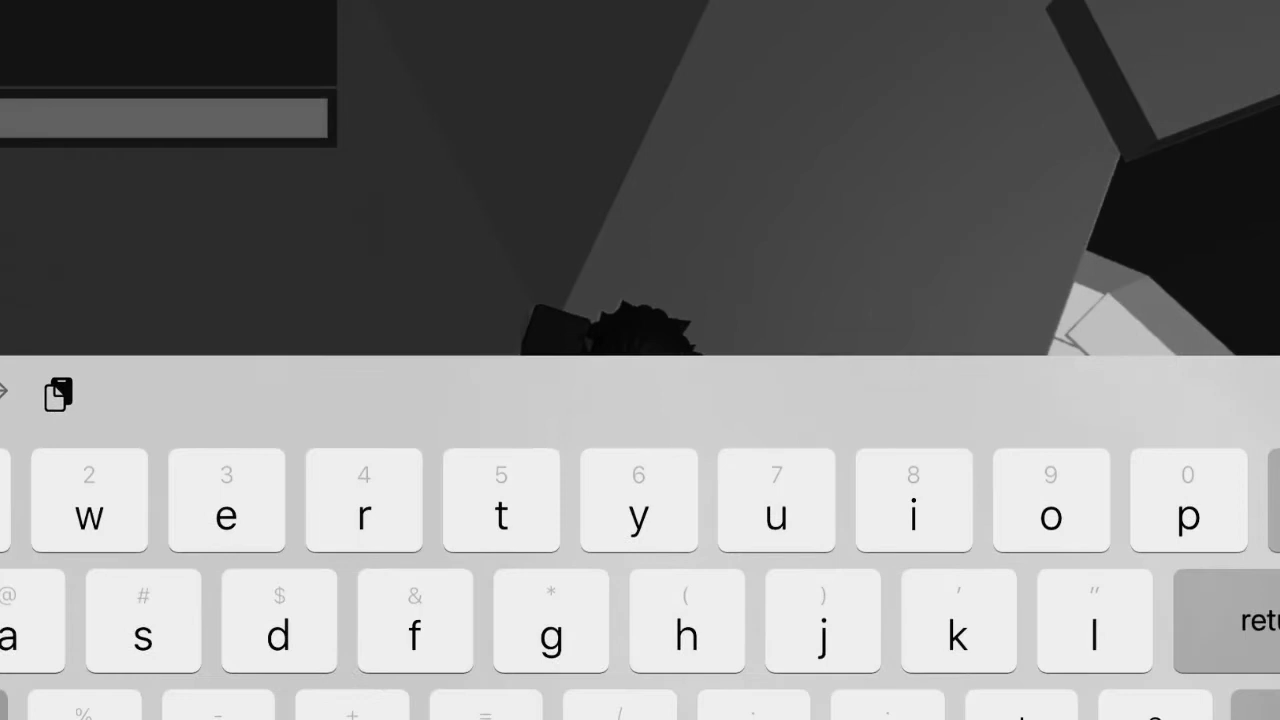 2 3 4 5 6 7 8 9 0
w e r t y u i o p
@ # $ & * ( ) ' "
a s d f g h j k l retu
% - + = /